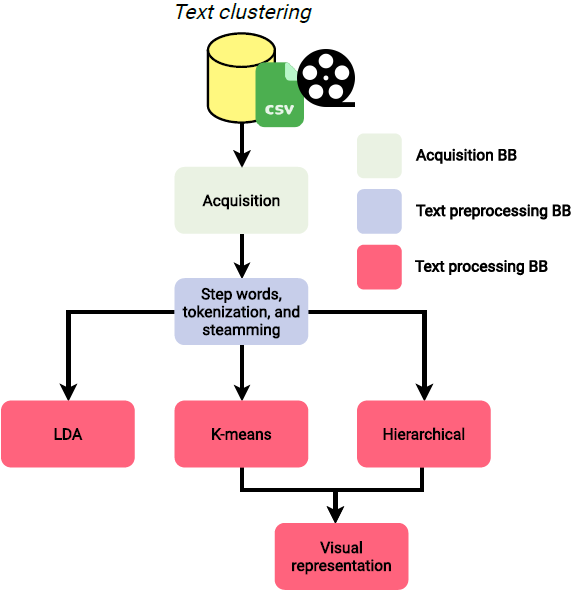 Text clustering
CSV
Acquisition BB
Acquisition
Text preprocessing BB
Text processing BB
Step words,
tokenization, and
steamming
LDA
K-means
Hierarchical
Visual
representation